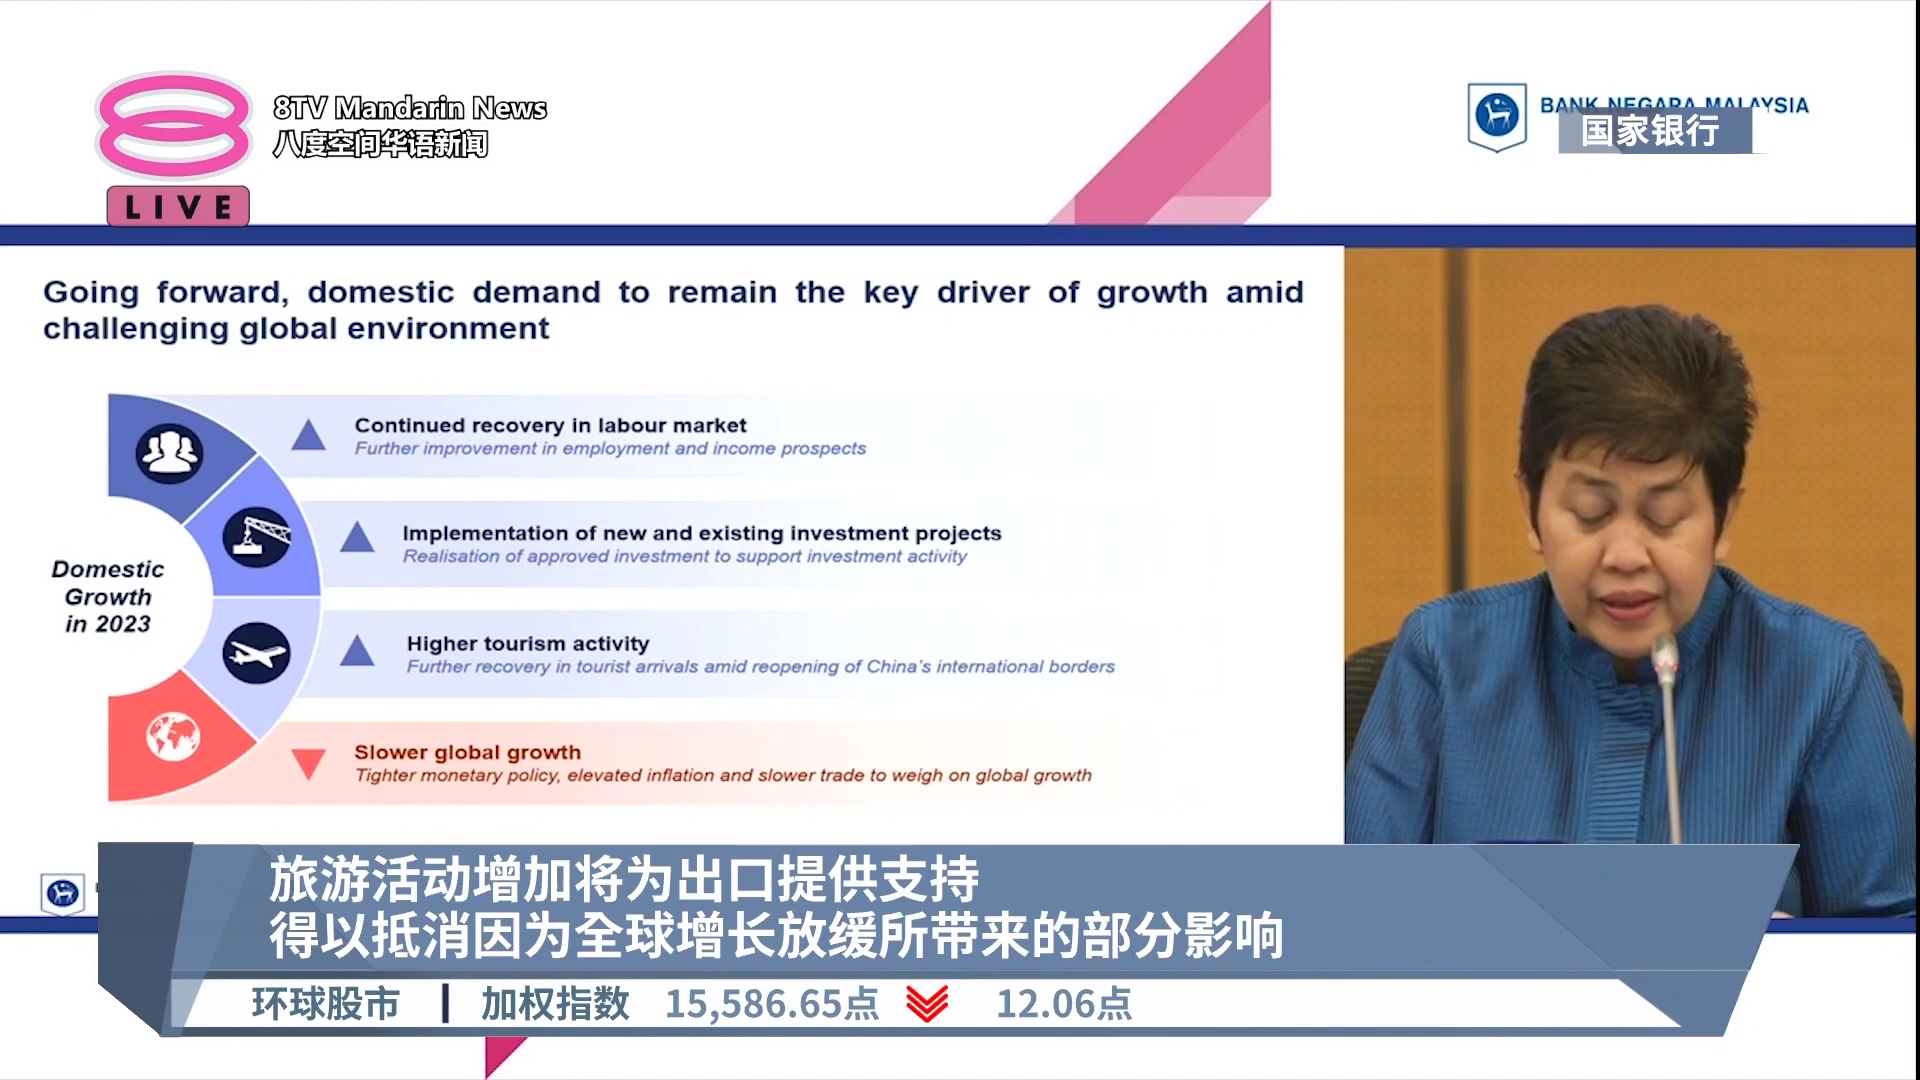 8TV Mandarin News
八度空间华语新闻
LIVE
BANK NEGARA MALAYSIA
国家银行
Going forward, domestic demand to remain the key driver of growth amid
challenging global environment
Continued recovery in labour market
Further improvement in employment and income prospects
Implementation of new and existing investment projects
Realisation of approved investment to support investment activity
Domestic
Growth
in 2023
Higher tourism activity
Further recovery in tourist arrivals amid reopening of China's international borders
Slower global growth
Tighter monetary policy, elevated inflation and slower trade to weigh on global growth
旅游活动增加将为出口提供支持
得以抵消因为全球增长放缓所带来的部分影响
环球股市 | 加权指数 15,586.65点 12.06点